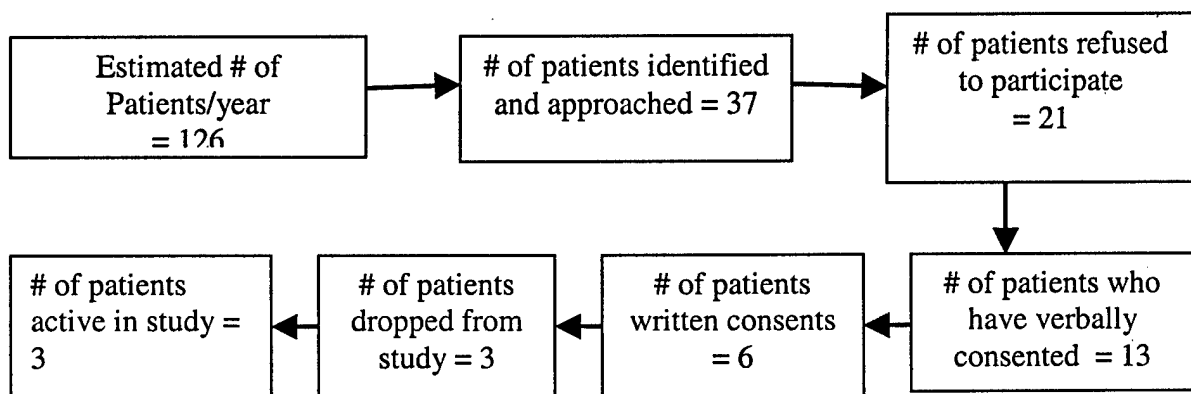 Estimated # of
Patients/year
= 126
# of patients identified
and approached = 37
# of patients refused
to participate
= 21
# of patients who
have verbally
consented = 13
# of patients
written consents
= 6
# of patients
dropped from
study = 3
# of patients
active in study =
3